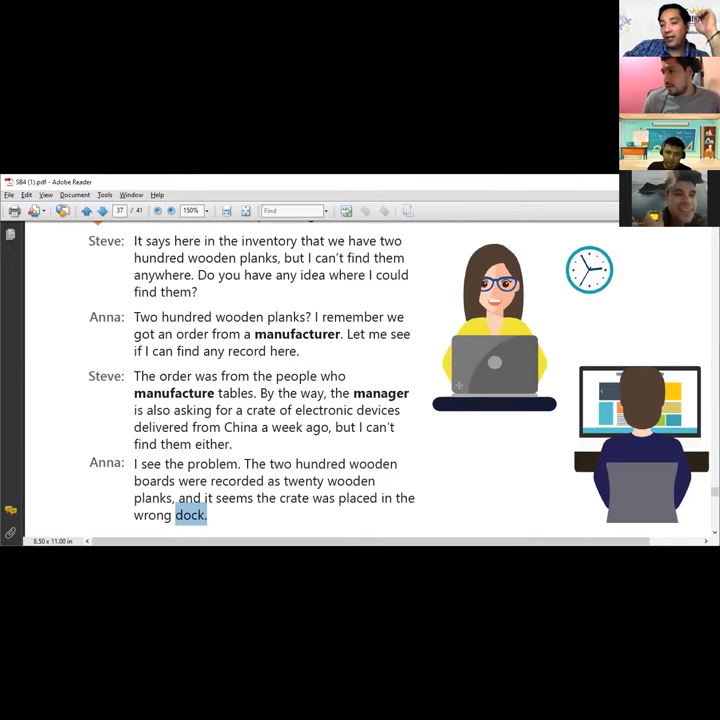 SB4 (1).pdf - Adobe Reader
File Edit View Document Tools Window Help
37 / 41 150% Find
Steve: It says here in the inventory that we have two
hundred wooden planks, but I can't find them
anywhere. Do you have any idea where I could
find them?
Anna: Two hundred wooden planks? I remember we
got an order from a manufacturer. Let me see
if I can find any record here.
Steve: The order was from the people who
manufacture tables. By the way, the manager
is also asking for a crate of electronic devices
delivered from China a week ago, but I can't
find them either.
Anna: I see the problem. The two hundred wooden
boards were recorded as twenty wooden
planks, and it seems the crate was placed in the
wrong dock.
8.50 x 11.00 in